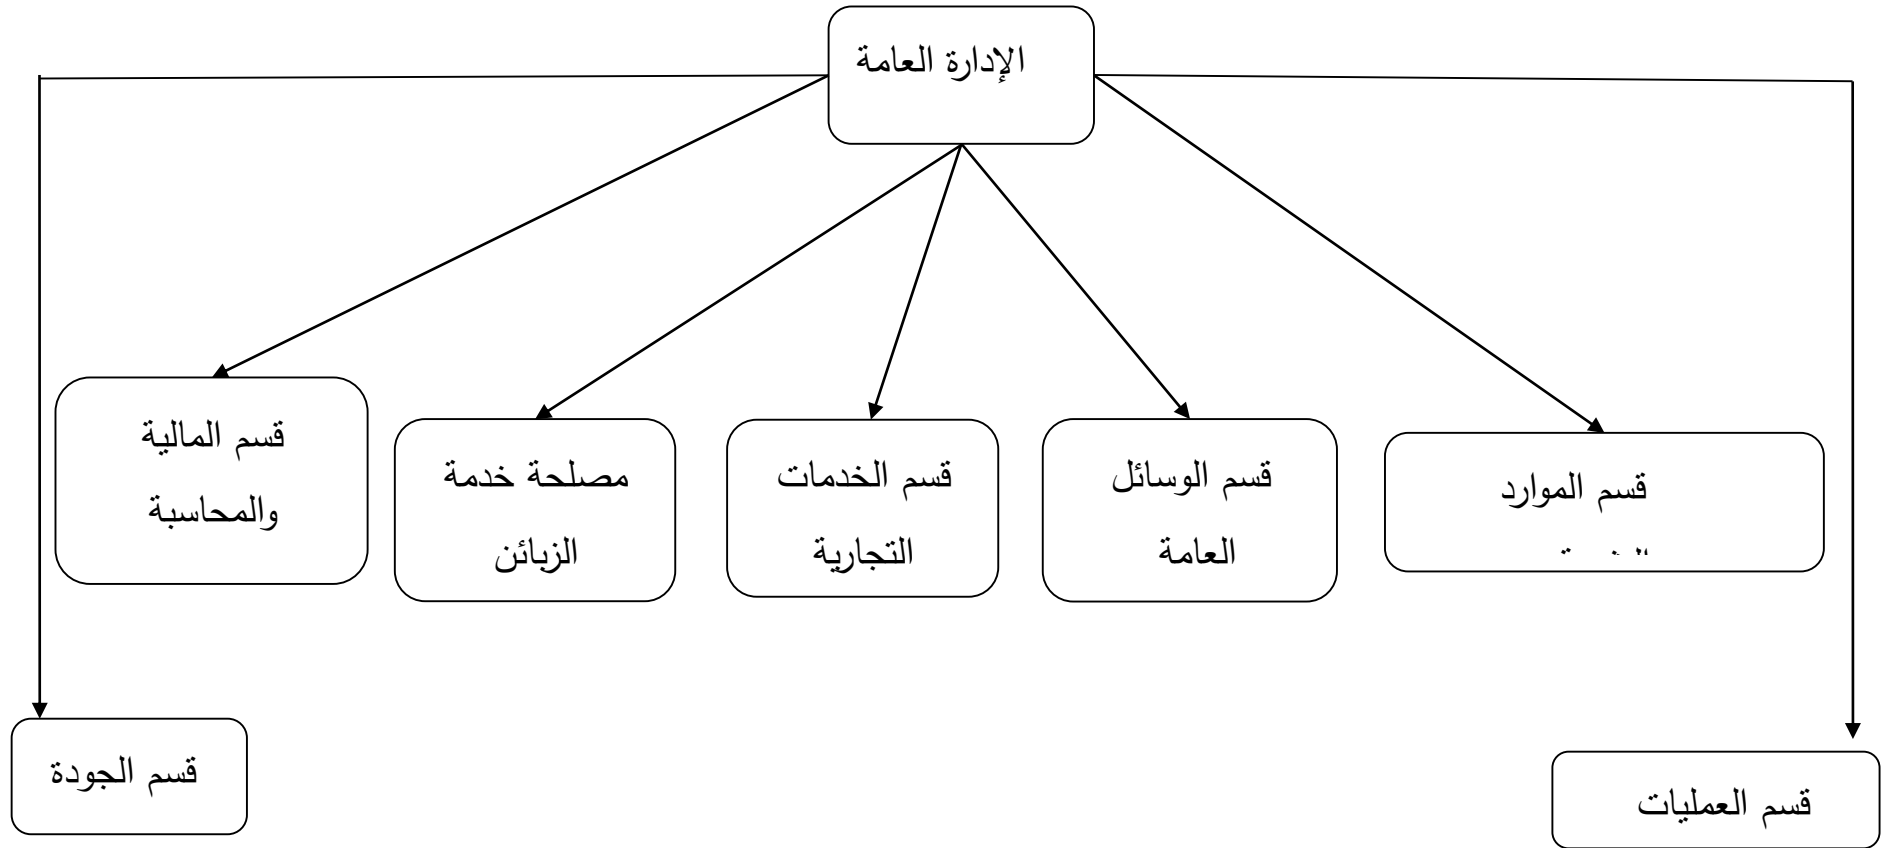 الإدارة العامة
قسم الموارد
قسم الوسائل
العامة
قسم الخدمات
التجارية
مصلحة خدمة
الزبائن
قسم المالية
والمحاسبة
قسم العمليات
قسم الجودة